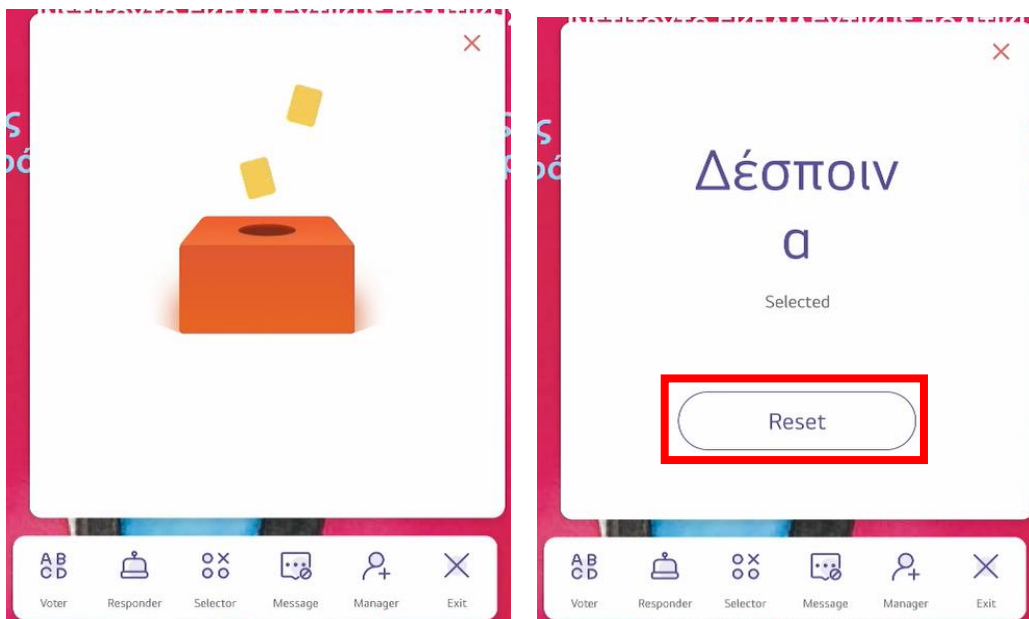 Δέσποιν
α
Selected
Reset
Voter Responder Selector Message Manager Exit
Voter Responder Selector Message Manager Exit